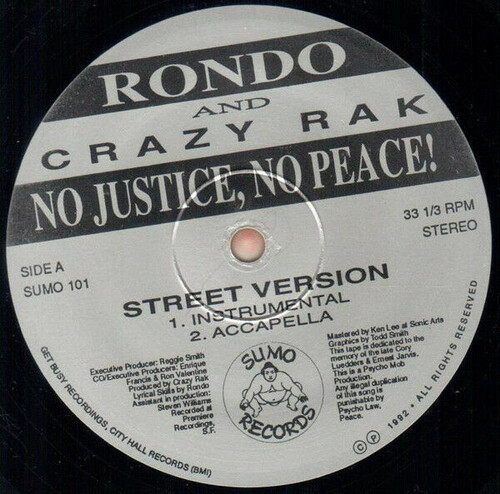 RONDO
AND
CRAZY RAK
NO JUSTICE, NO PEACE!
SIDE A
SUMO 101
33 1/3 RPM
STEREO
STREET VERSION
1. INSTRUMENTAL
2. ACCAPELLA
Executive Producer: Reggie Smith
CO/Executive Producers: Enrique
Francis & Ron Valentine
Produced by Crazy Rak
Lyrical Skills by Rondo
Assistant in production:
Steven Williams
Recorded at
Premiere
Recordings,
S.F.
SUMO
RECORDS
Mastered by Ken Lee at Sonic Arts
Graphics by Todd Smith
This tape is dedicated to the
memory of the late Cory
Luedders & Ernest Jarvis.
This is a Psycho Mob
Production.
Any illegal duplication
of this song is
punishable by
Psycho Law,
Peace.
GET BUSY RECORDINGS, CITY HALL RECORDS (BMI)
© ℗ 1992 - ALL RIGHTS RESERVED